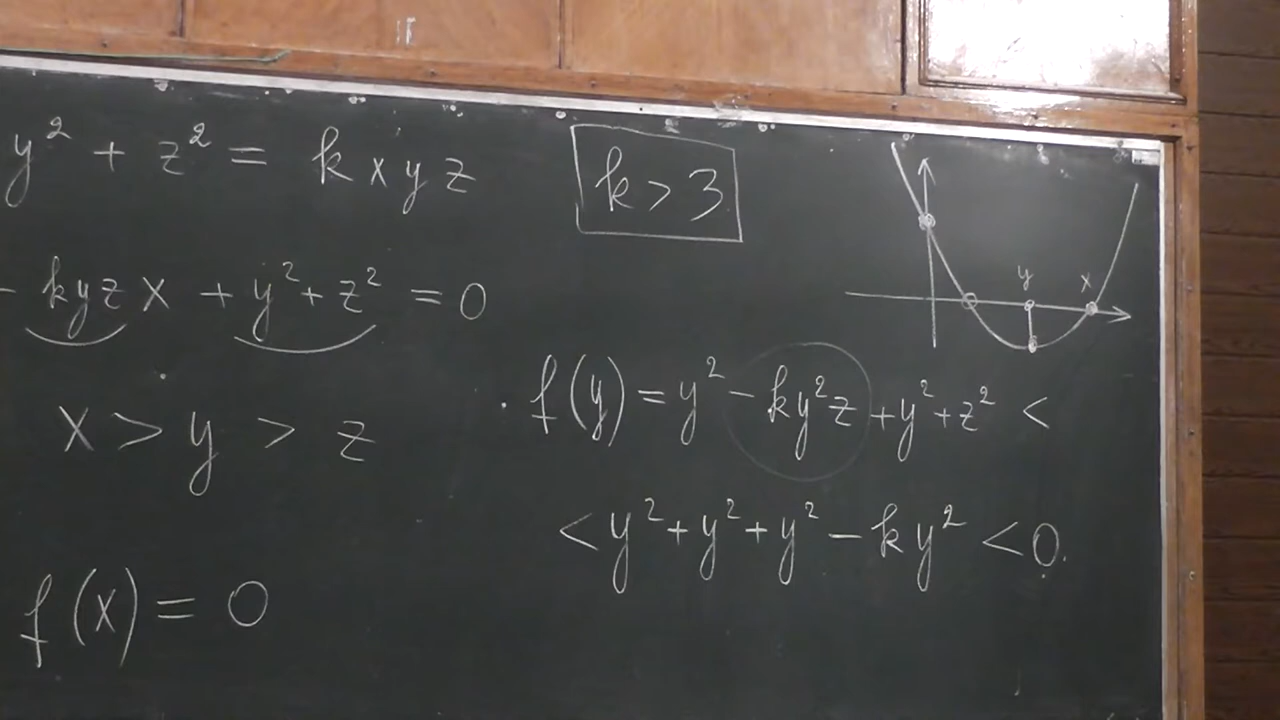 y² + z² = k x y z
k > 3
- kyz x + y² + z² = 0
y x
f(y) = y² - ky²z + y² + z² <
x > y > z
< y² + y² + y² - ky² < 0.
f(x) = 0